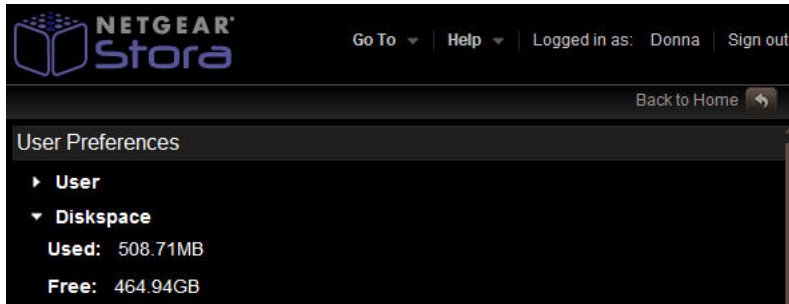 NETGEAR®
Stora
Go To Help Logged in as: Donna Sign out
Back to Home
User Preferences
User
Diskspace
Used: 508.71MB
Free: 464.94GB